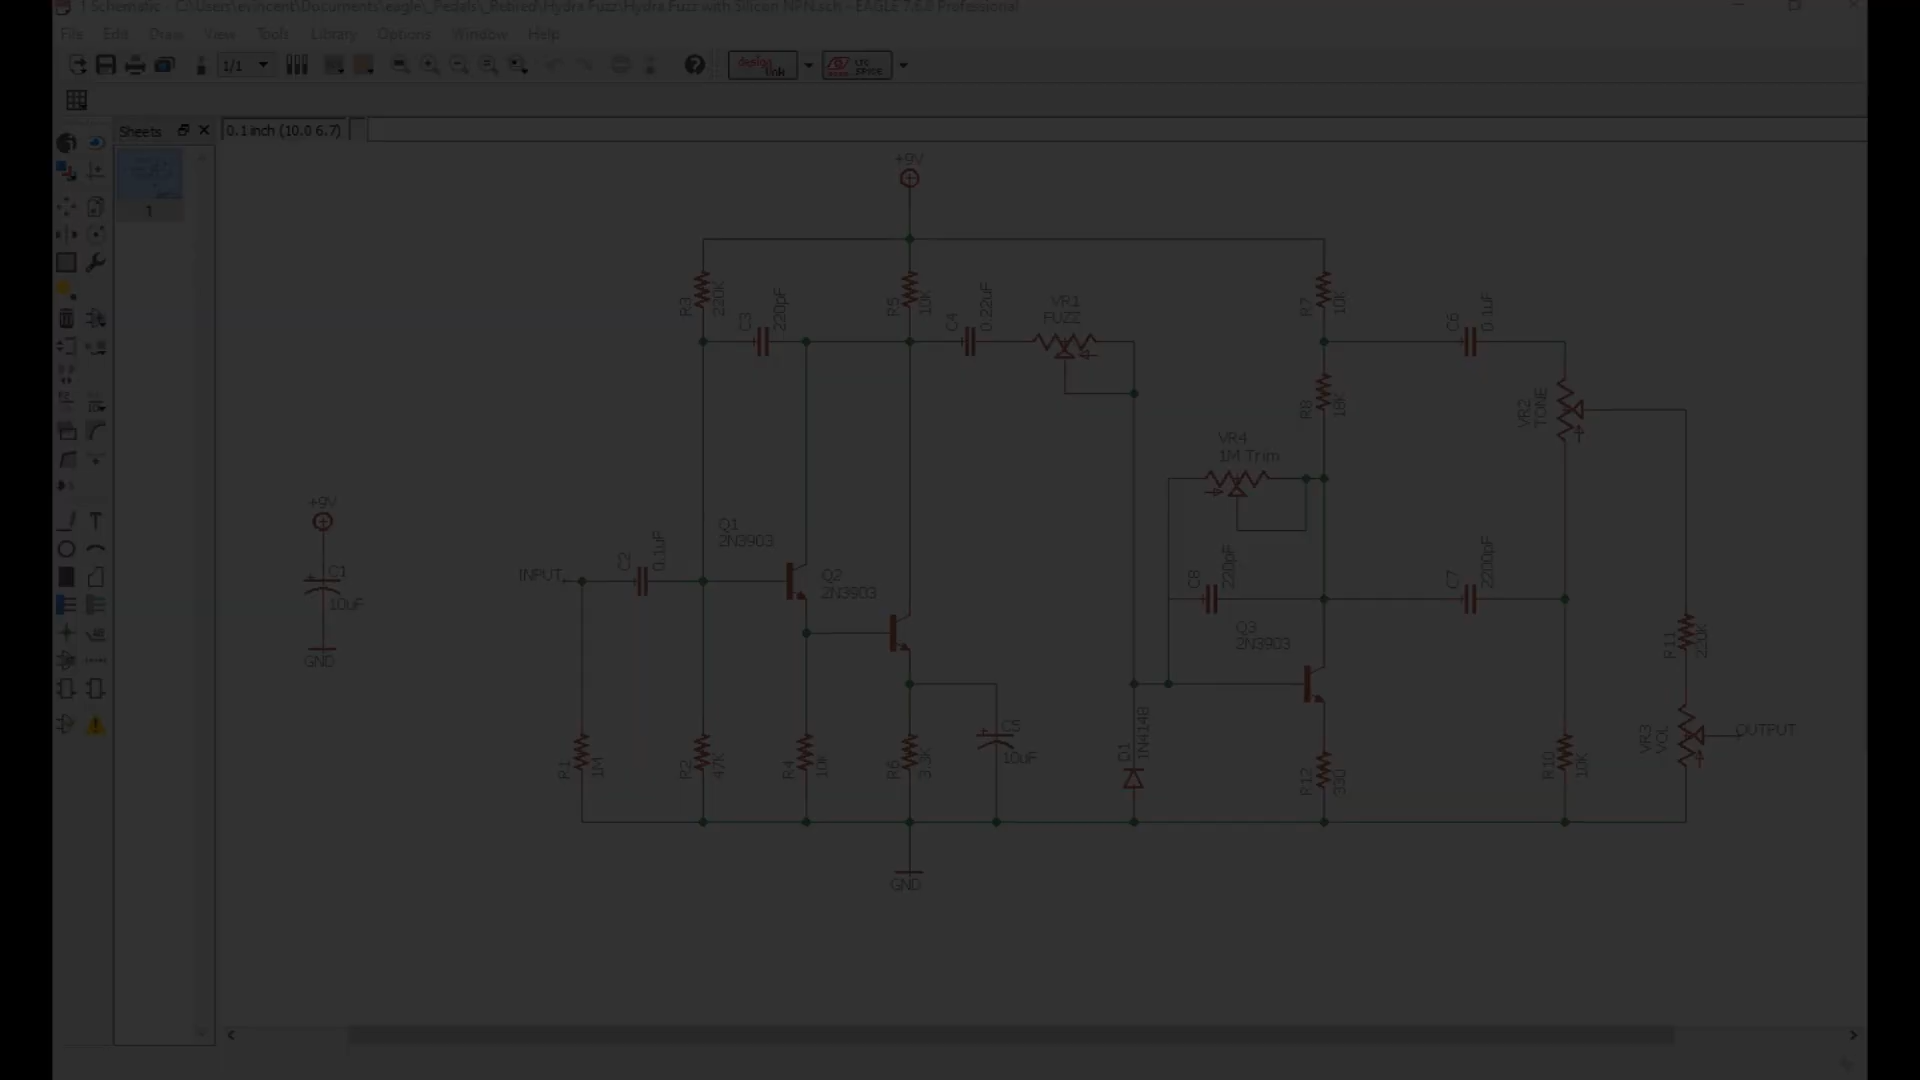 1 Schematic - C:\Users\evincent\Documents\eagle\_Pedals\_Retired\Hydra Fuzz\Hydra Fuzz with Silicon NPN.sch - EAGLE 7.6.0 Professional
File Edit Draw View Tools Library Options Window Help
1/1
design link
LTC SPICE
Sheets
0.1 inch (10.0 6.7)
1
+9V
R3
220K
C3
220pF
R5
10K
C4
0.22uF
VR1
FUZZ
R7
10K
C6
0.1uF
R8
18K
VR2
TONE
VR4
1M Trim
+9V
C1
10uF
GND
INPUT
C2
0.1uF
Q1
2N3903
Q2
2N3903
C8
220pF
Q3
2N3903
C7
2200pF
R11
220K
R1
1M
R2
47K
R4
10K
R6
3.3K
C5
10uF
D1
1N4148
R12
330
R10
10K
VR3
VOL
OUTPUT
GND